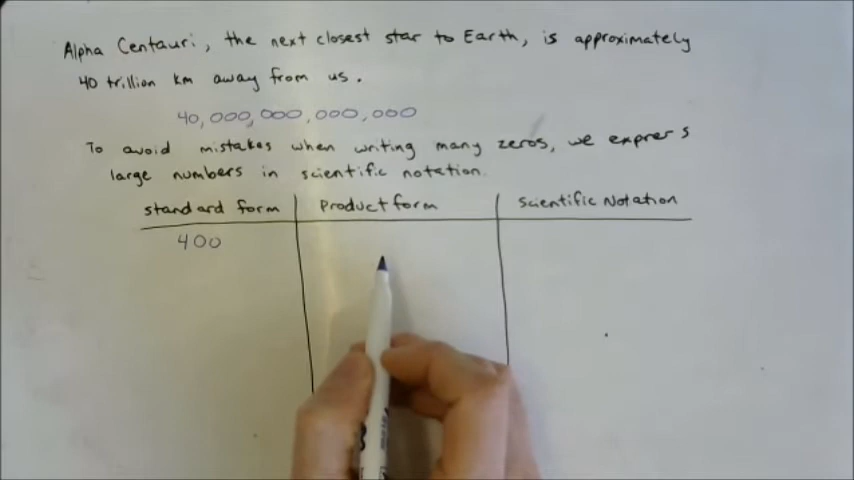 Alpha Centauri, the next closest star to Earth, is approximately
40 trillion km away from us.
40,000,000,000,000
To avoid mistakes when writing many zeros, we express
large numbers in scientific notation.
standard form Product form Scientific Notation
400